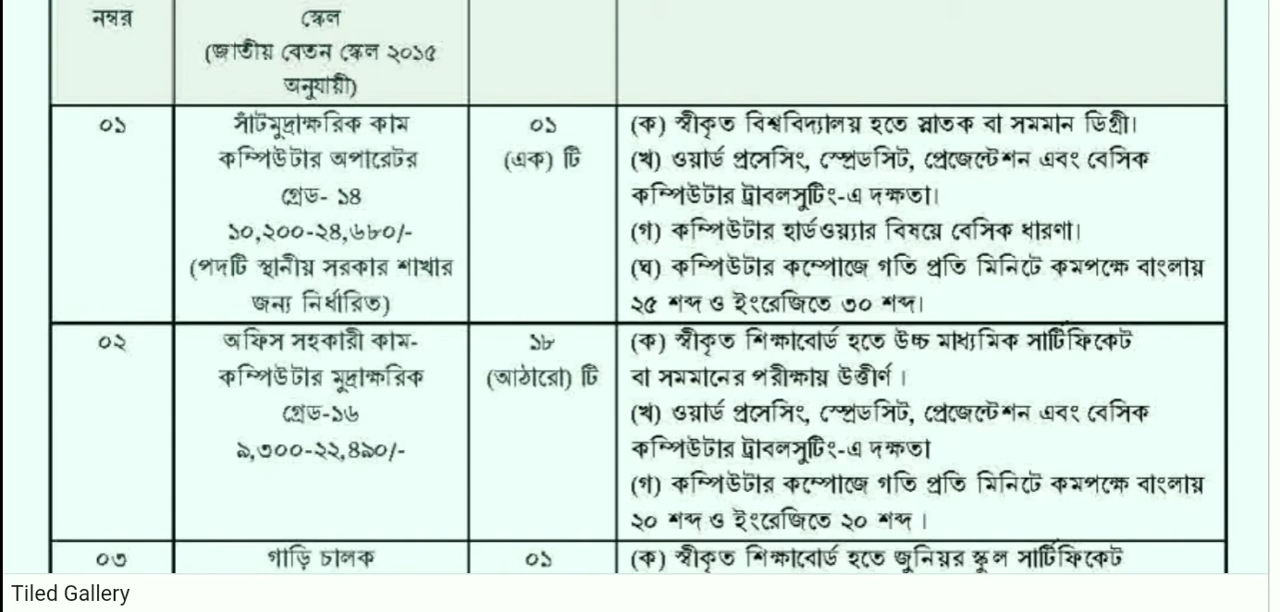 নম্বর
স্কেল
(জাতীয় বেতন স্কেল ২০১৫
অনুযায়ী)
০১
সাঁটমুদ্রাক্ষরিক কাম
কম্পিউটার অপারেটর
গ্রেড- ১৪
১০,২০০-২৪,৬৮০/-
(পদটি স্থানীয় সরকার শাখার
জন্য নির্ধারিত)
০১
(এক) টি
(ক) স্বীকৃত বিশ্ববিদ্যালয় হতে স্নাতক বা সমমান ডিগ্রী।
(খ) ওয়ার্ড প্রসেসিং, স্প্রেডসিট, প্রেজেন্টেশন এবং বেসিক
কম্পিউটার ট্রাবলসুটিং-এ দক্ষতা।
(গ) কম্পিউটার হার্ডওয়্যার বিষয়ে বেসিক ধারণা।
(ঘ) কম্পিউটার কম্পোজে গতি প্রতি মিনিটে কমপক্ষে বাংলায়
২৫ শব্দ ও ইংরেজিতে ৩০ শব্দ।
০২
অফিস সহকারী কাম-
কম্পিউটার মুদ্রাক্ষরিক
গ্রেড-১৬
৯,৩০০-২২,৪৯০/-
১৮
(আঠারো) টি
(ক) স্বীকৃত শিক্ষাবোর্ড হতে উচ্চ মাধ্যমিক সার্টিফিকেট
বা সমমানের পরীক্ষায় উত্তীর্ণ ।
(খ) ওয়ার্ড প্রসেসিং, স্প্রেডসিট, প্রেজেন্টেশন এবং বেসিক
কম্পিউটার ট্রাবলসুটিং-এ দক্ষতা
(গ) কম্পিউটার কম্পোজে গতি প্রতি মিনিটে কমপক্ষে বাংলায়
২০ শব্দ ও ইংরেজিতে ২০ শব্দ ।
০৩
গাড়ি চালক
০১
(ক) স্বীকৃত শিক্ষাবোর্ড হতে জুনিয়র স্কুল সার্টিফিকেট
Tiled Gallery